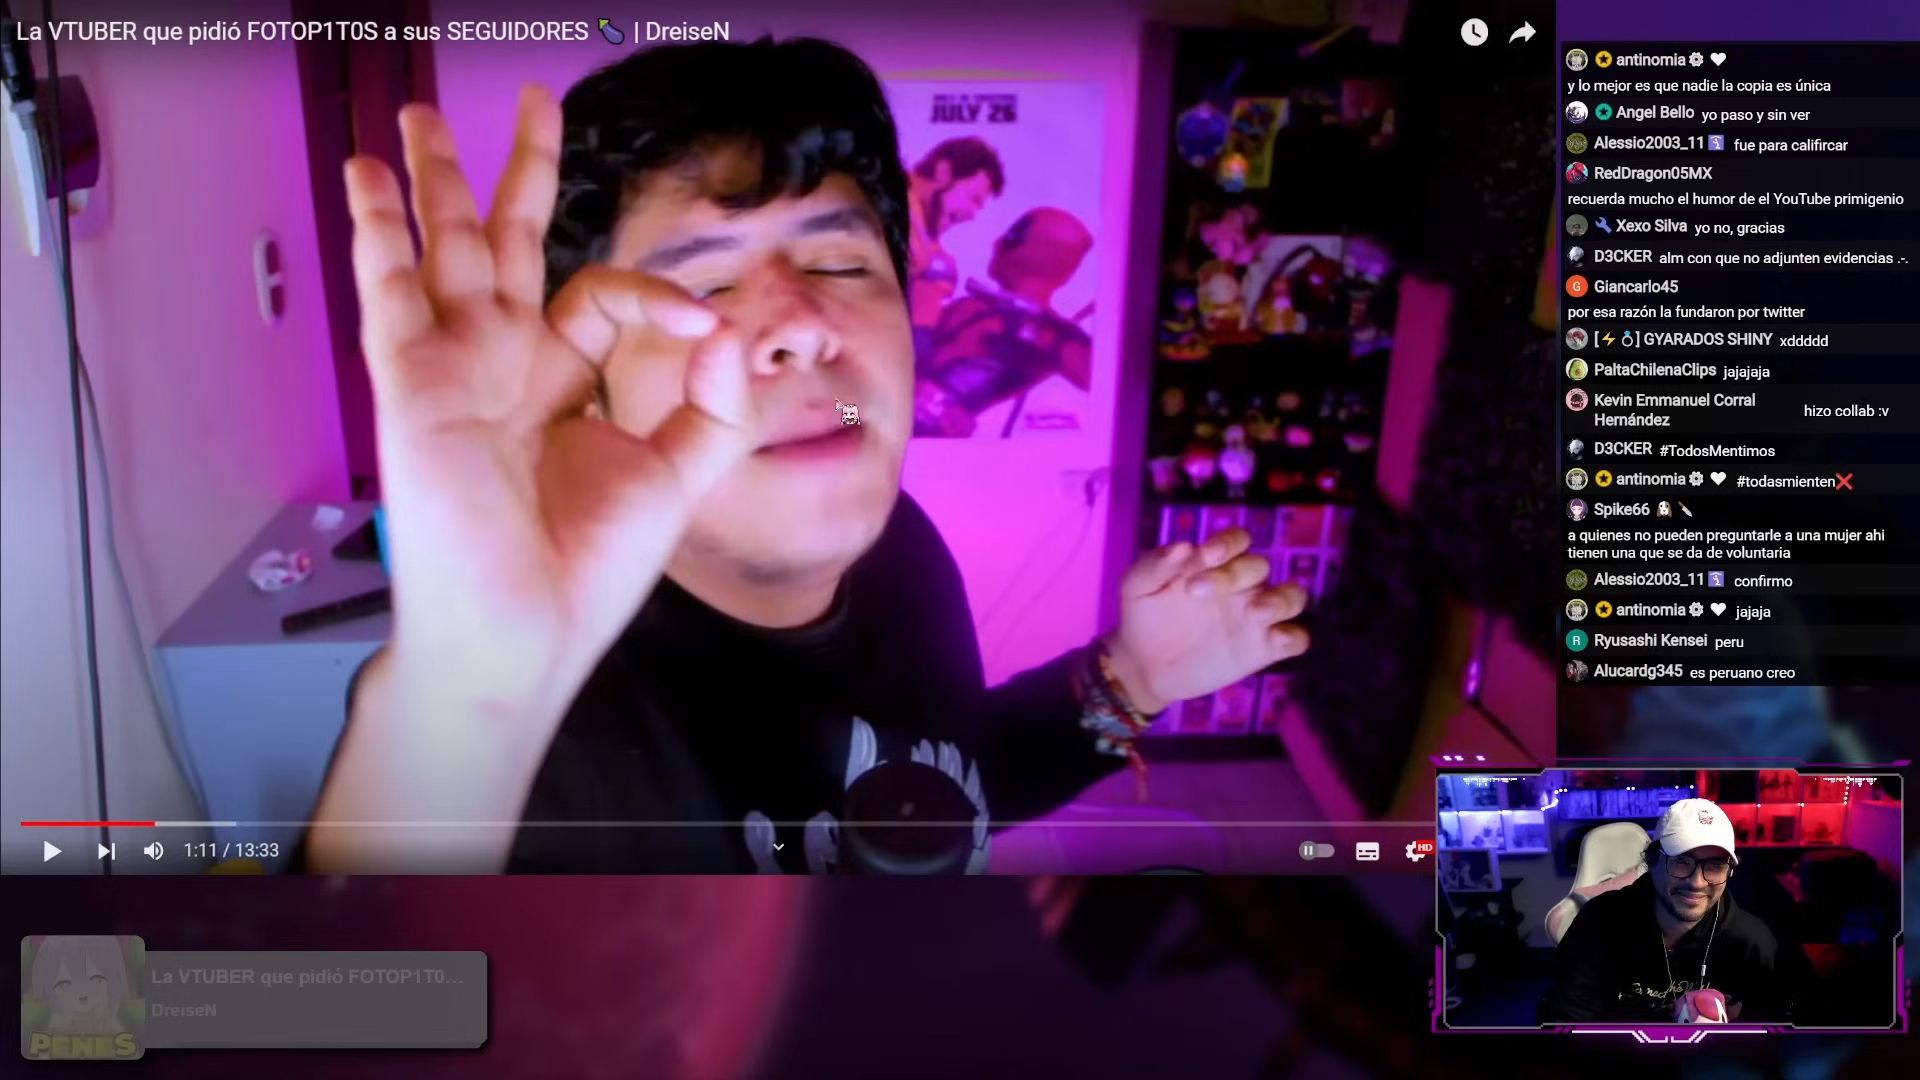 La VTUBER que pidió FOTOP1T0S a sus SEGUIDORES 🍆 | DreiseN
JULY 26
antinomia
y lo mejor es que nadie la copia es única
Angel Bello yo paso y sin ver
Alessio2003_11 fue para califircar
RedDragon05MX
recuerda mucho el humor de el YouTube primigenio
Xexo Silva yo no, gracias
D3CKER alm con que no adjunten evidencias .-.
G Giancarlo45
por esa razón la fundaron por twitter
[⚡💍] GYARADOS SHINY xddddd
PaltaChilenaClips jajajaja
Kevin Emmanuel Corral
Hernández hizo collab :v
D3CKER #TodosMentimos
antinomia #todasmienten❌
Spike66
a quienes no pueden preguntarle a una mujer ahi
tienen una que se da de voluntaria
Alessio2003_11 confirmo
antinomia jajaja
R Ryusashi Kensei peru
Alucardg345 es peruano creo
1:11 / 13:33
HD
La VTUBER que pidió FOTOP1T0...
DreiseN
PENES